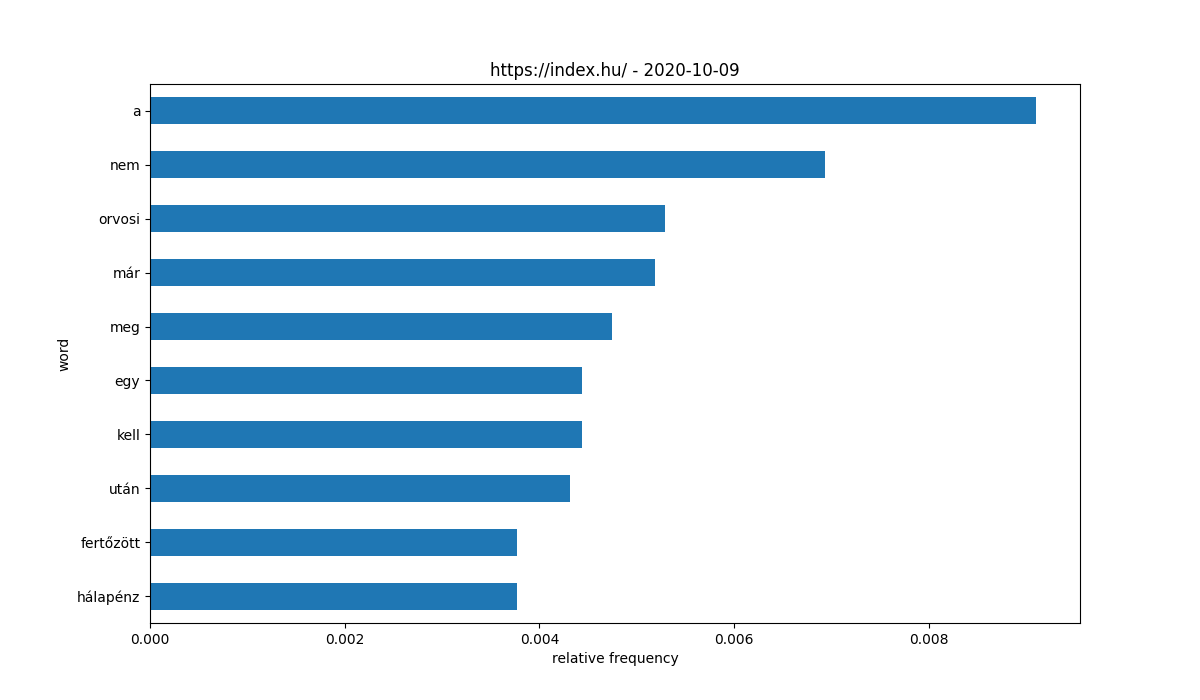 https://index.hu/ - 2020-10-09
a
nem
orvosi
már
meg
egy
kell
után
fertőzött
hálapénz
word
0.000 0.002 0.004 0.006 0.008
relative frequency